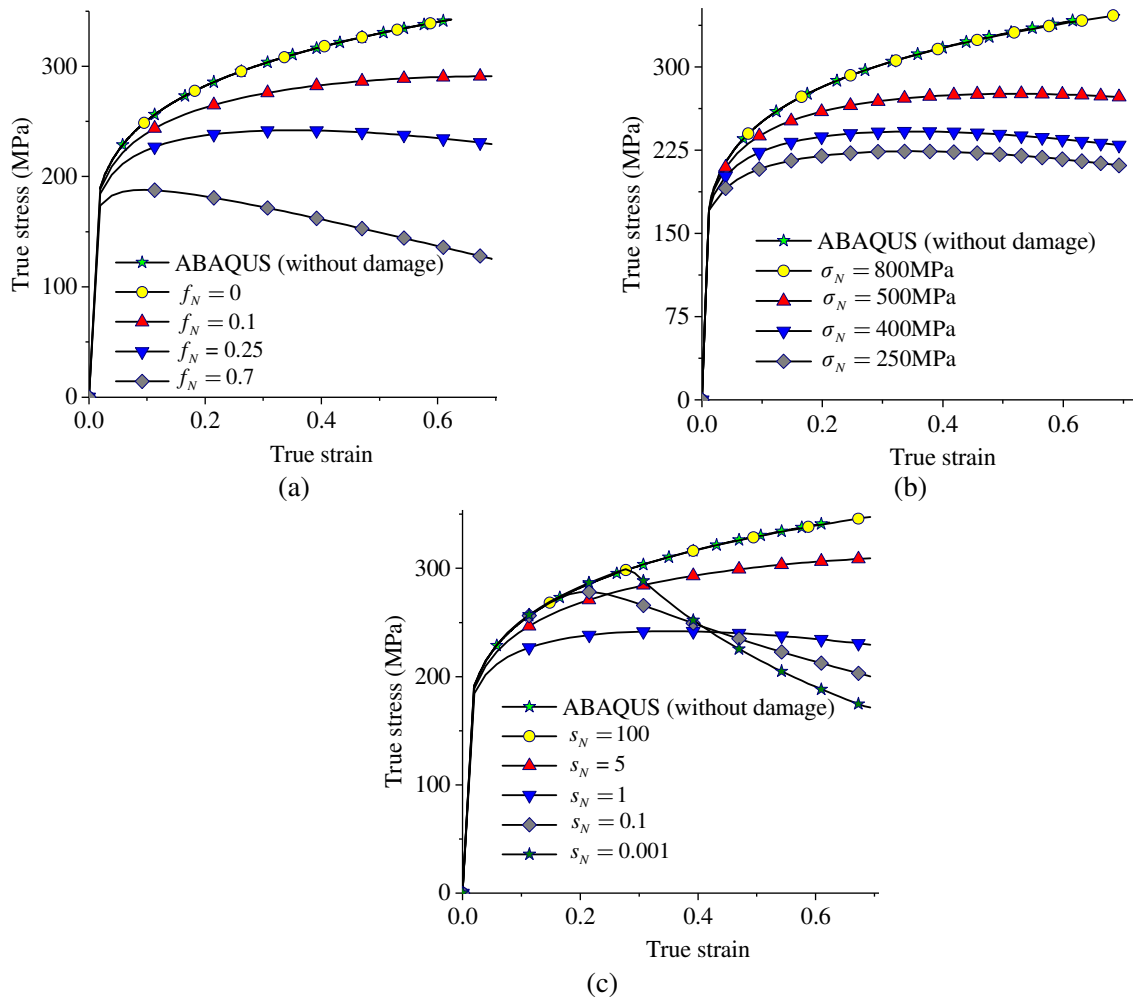 300
200
100
0
0.0 0.2 0.4 0.6
True stress (MPa)
True strain
ABAQUS (without damage)
f_N = 0
f_N = 0.1
f_N = 0.25
f_N = 0.7
(a)
300
225
150
75
0
0.0 0.2 0.4 0.6
True stress (MPa)
True strain
ABAQUS (without damage)
σ_N = 800MPa
σ_N = 500MPa
σ_N = 400MPa
σ_N = 250MPa
(b)
300
200
100
0
0.0 0.2 0.4 0.6
True stress (MPa)
True strain
ABAQUS (without damage)
s_N = 100
s_N = 5
s_N = 1
s_N = 0.1
s_N = 0.001
(c)